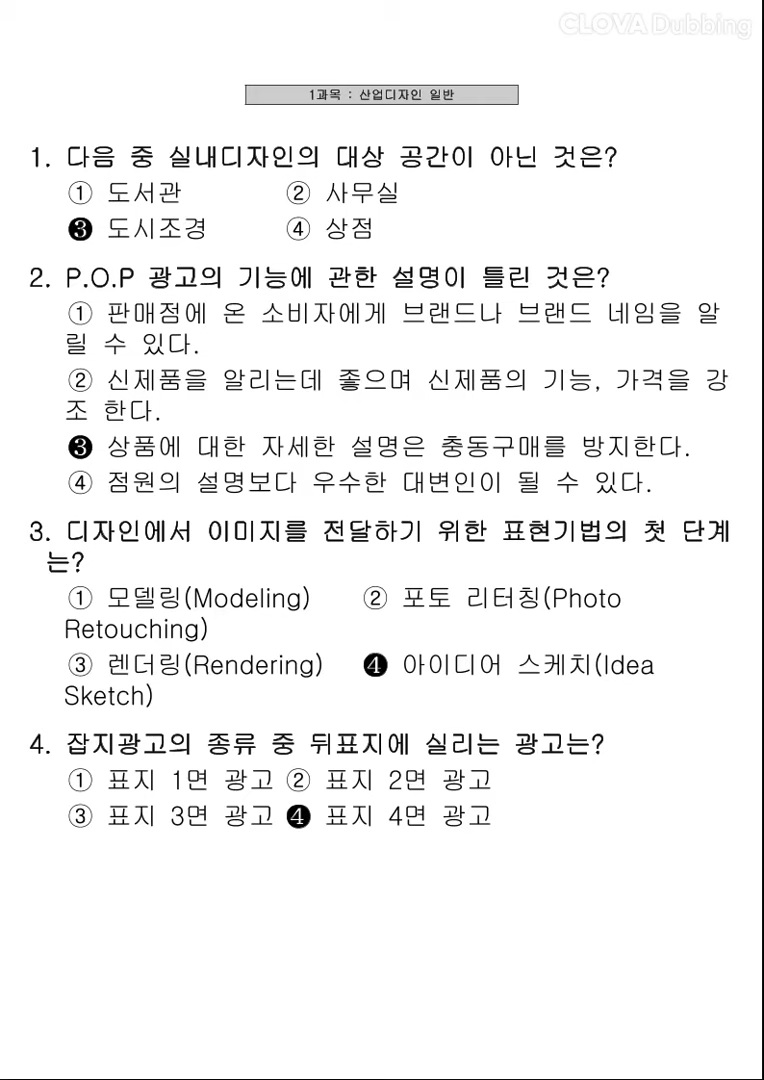 CLOVA Dubbing
1과목 : 산업디자인 일반
1. 다음 중 실내디자인의 대상 공간이 아닌 것은?
① 도서관 ② 사무실
❸ 도시조경 ④ 상점
2. P.O.P 광고의 기능에 관한 설명이 틀린 것은?
① 판매점에 온 소비자에게 브랜드나 브랜드 네임을 알
릴 수 있다.
② 신제품을 알리는데 좋으며 신제품의 기능, 가격을 강
조 한다.
❸ 상품에 대한 자세한 설명은 충동구매를 방지한다.
④ 점원의 설명보다 우수한 대변인이 될 수 있다.
3. 디자인에서 이미지를 전달하기 위한 표현기법의 첫 단계
는?
① 모델링(Modeling) ② 포토 리터칭(Photo
Retouching)
③ 렌더링(Rendering) ❹ 아이디어 스케치(Idea
Sketch)
4. 잡지광고의 종류 중 뒤표지에 실리는 광고는?
① 표지 1면 광고 ② 표지 2면 광고
③ 표지 3면 광고 ❹ 표지 4면 광고